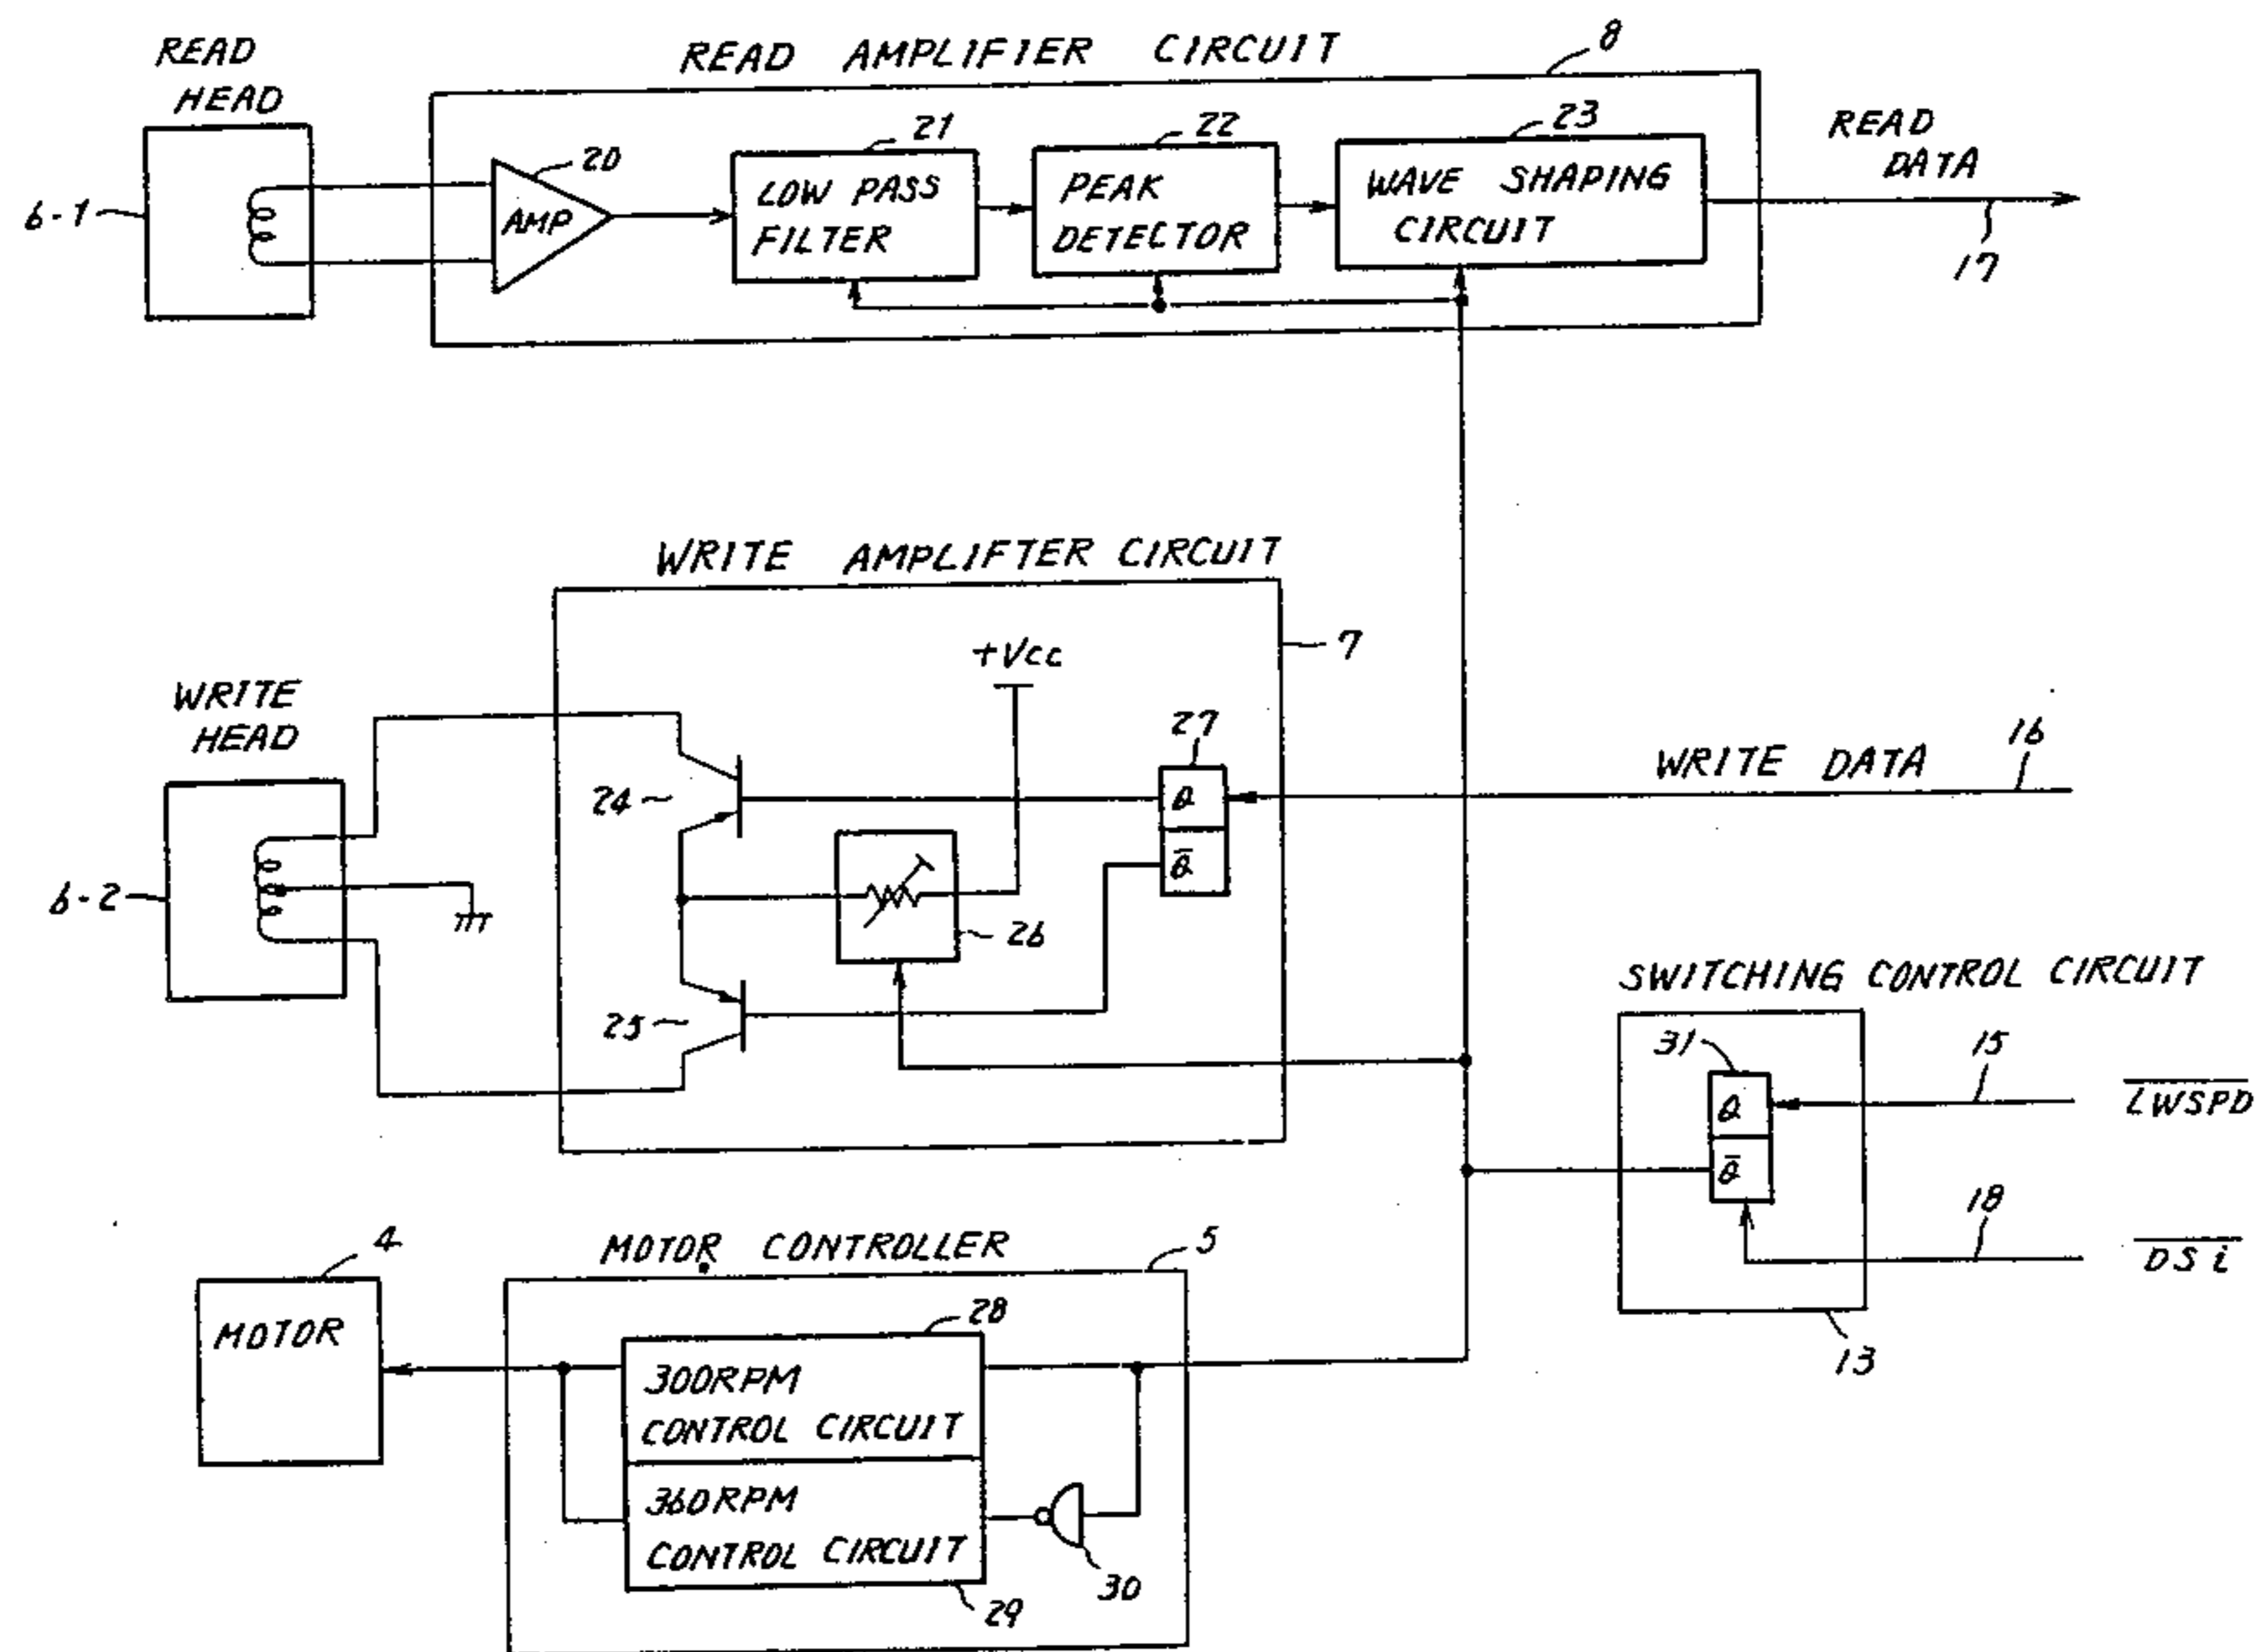 READ
HEAD
READ AMPLIFIER CIRCUIT
8
6-1
20
AMP
21
LOW PASS
FILTER
22
PEAK
DETECTOR
23
WAVE SHAPING
CIRCUIT
READ
DATA
17
WRITE AMPLIFTER CIRCUIT
7
+Vcc
WRITE
HEAD
6-2
24
25
26
27
Q
Q̅
WRITE DATA
16
SWITCHING CONTROL CIRCUIT
31
Q
Q̅
15
L̅W̅S̅P̅D̅
18
D̅S̅i̅
13
4
MOTOR
MOTOR CONTROLLER
5
28
300RPM
CONTROL CIRCUIT
360RPM
CONTROL CIRCUIT
29
30